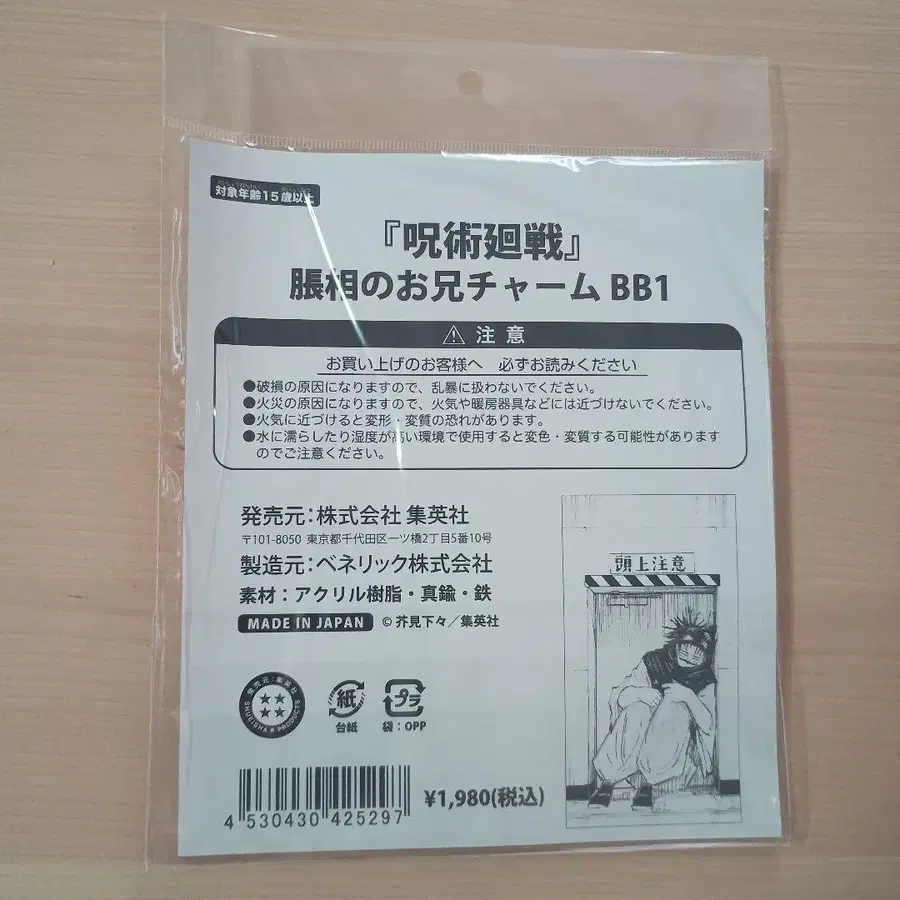 対象年齢15歳以上
『呪術廻戦』
脹相のお兄チャーム BB1
注意
お買い上げのお客様へ 必ずお読みください
●破損の原因になりますので、乱暴に扱わないでください。
●火災の原因になりますので、火気や暖房器具などには近づけないでください。
●火気に近づけると変形・変質の恐れがあります。
●水に濡らしたり湿度が高い環境で使用すると変色・変質する可能性があります
のでご注意ください。
発売元:株式会社 集英社
〒101-8050 東京都千代田区一ツ橋2丁目5番10号
製造元:ベネリック株式会社
素材:アクリル樹脂・真鍮・鉄
MADE IN JAPAN ©芥見下々/集英社
頭上注意
発売元:集英社
SHUEISHA★PRODUCTS
紙
台紙
プラ
袋:OPP
¥1,980(税込)
4 530430 425297